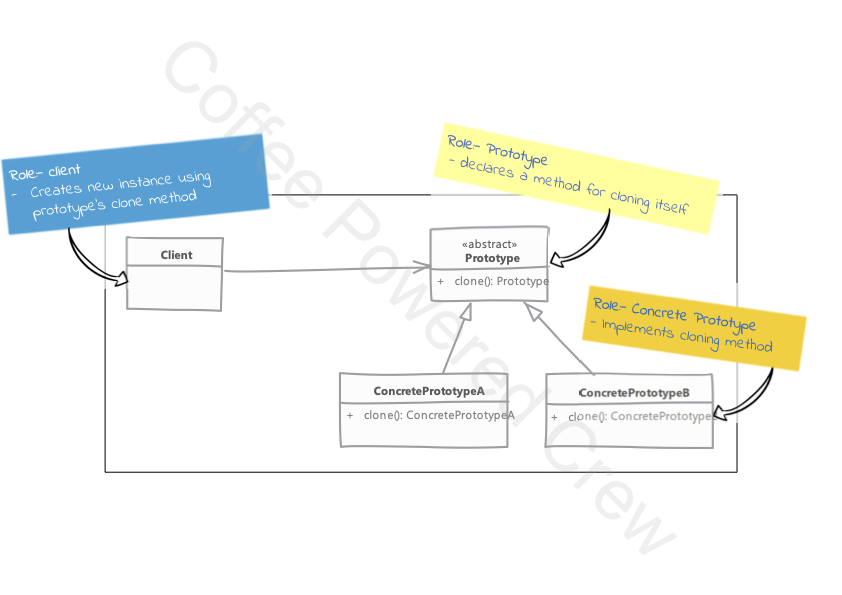 Role:- client
- Creates new instance using
prototype's clone method
Role:- Prototype
- declares a method for cloning itself
Client
«abstract»
Prototype
+ clone(): Prototype
Role:- Concrete Prototype
- Implements cloning method
ConcretePrototypeA
+ clone(): ConcretePrototypeA
ConcretePrototypeB
+ clone(): ConcretePrototype
Coffee Powered Crew